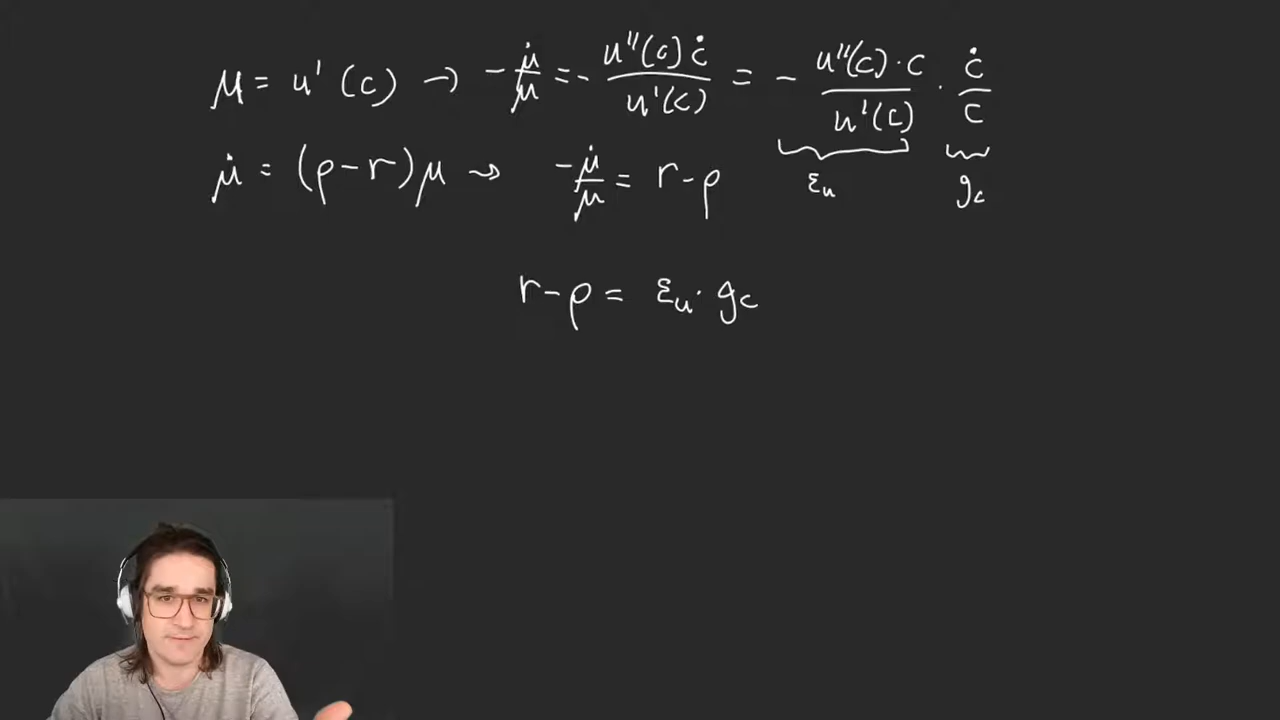 μ = u'(c) → -μ̇/μ = - u''(c)ċ/u'(c) = - u''(c)·c/u'(c) · ċ/c
μ̇ = (ρ-r)μ → -μ̇/μ = r-ρ
ε_u g_c
r-ρ = ε_u · g_c